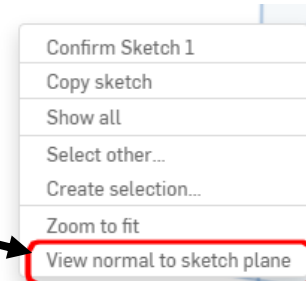 Confirm Sketch 1
Copy sketch
Show all
Select other...
Create selection...
Zoom to fit
View normal to sketch plane